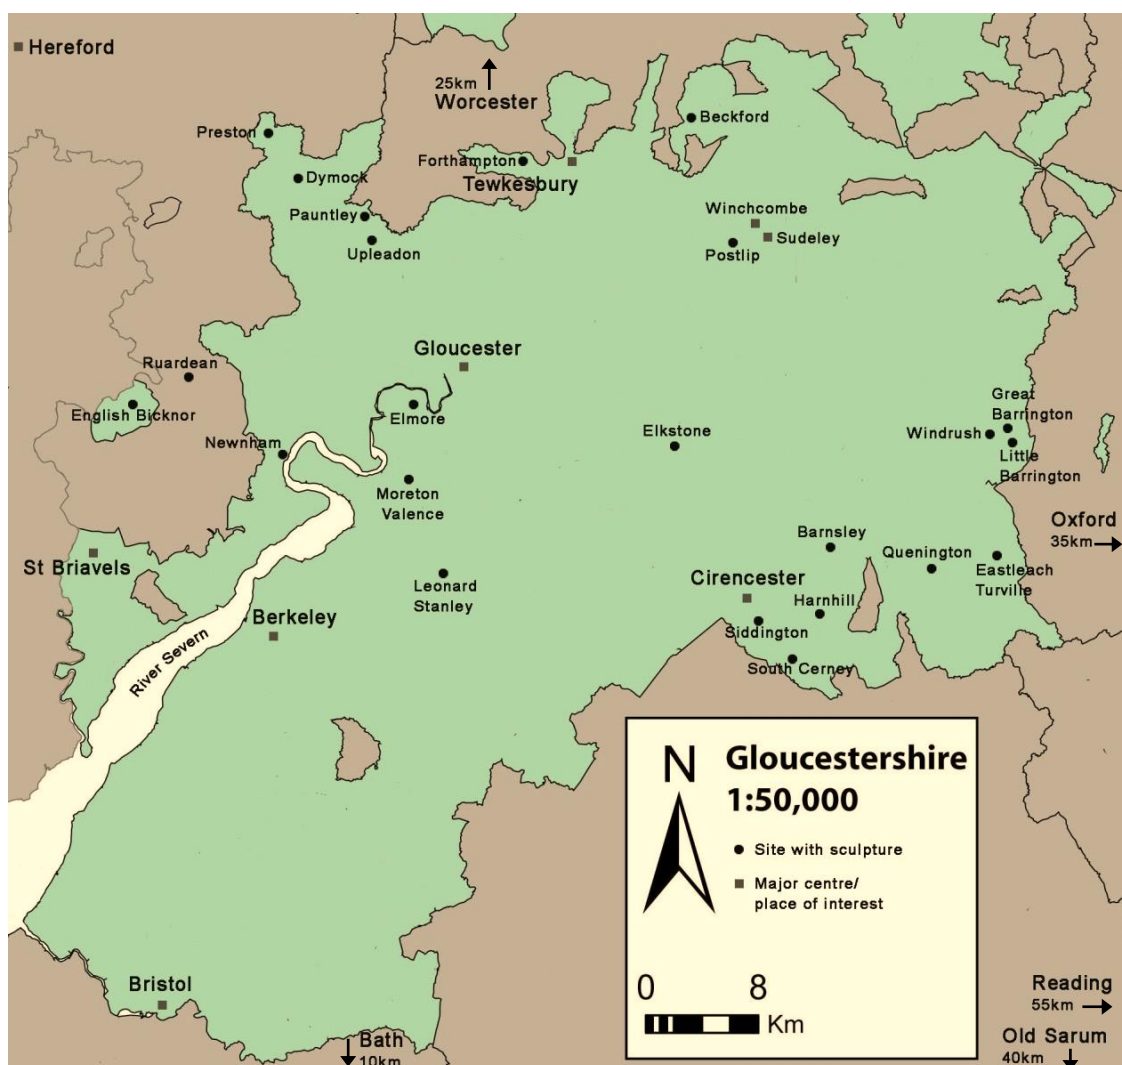 Hereford
25km
Worcester
Preston
Beckford
Forthampton
Tewkesbury
Dymock
Pauntley
Upleadon
Winchcombe
Sudeley
Postlip
Gloucester
Ruardean
English Bicknor
Elmore
Newnham
Elkstone
Great
Barrington
Windrush
Little
Barrington
Moreton
Valence
Oxford
35km
St Briavels
Barnsley
Quenington
Eastleach
Turville
Leonard
Stanley
Cirencester
Harnhill
Berkeley
Siddington
South Cerney
River Severn
N
Gloucestershire
1:50,000
Site with sculpture
Major centre/
place of interest
0 8
Km
Bristol
Bath
10km
Reading
55km
Old Sarum
40km